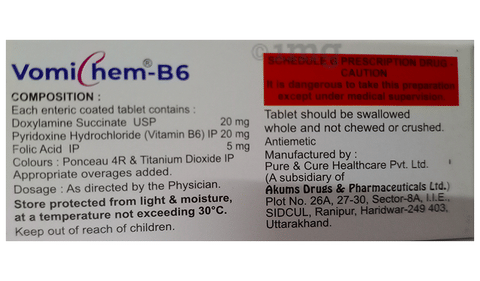 VomiChem®-B6
COMPOSITION :
Each enteric coated tablet contains :
Doxylamine Succinate USP 20 mg
Pyridoxine Hydrochloride (Vitamin B6) IP 20 mg
Folic Acid IP 5 mg
Colours : Ponceau 4R & Titanium Dioxide IP
Appropriate overages added.
Dosage : As directed by the Physician.
Store protected from light & moisture,
at a temperature not exceeding 30°C.
Keep out of reach of children.
1mg
SCHEDULE G PRESCRIPTION DRUG -
CAUTION
It is dangerous to take this preparation
except under medical supervision.
Tablet should be swallowed
whole and not chewed or crushed.
Antiemetic
Manufactured by :
Pure & Cure Healthcare Pvt. Ltd.
(A subsidiary of
Akums Drugs & Pharmaceuticals Ltd.)
Plot No. 26A, 27-30, Sector-8A, I.I.E.,
SIDCUL, Ranipur, Haridwar-249 403,
Uttarakhand.